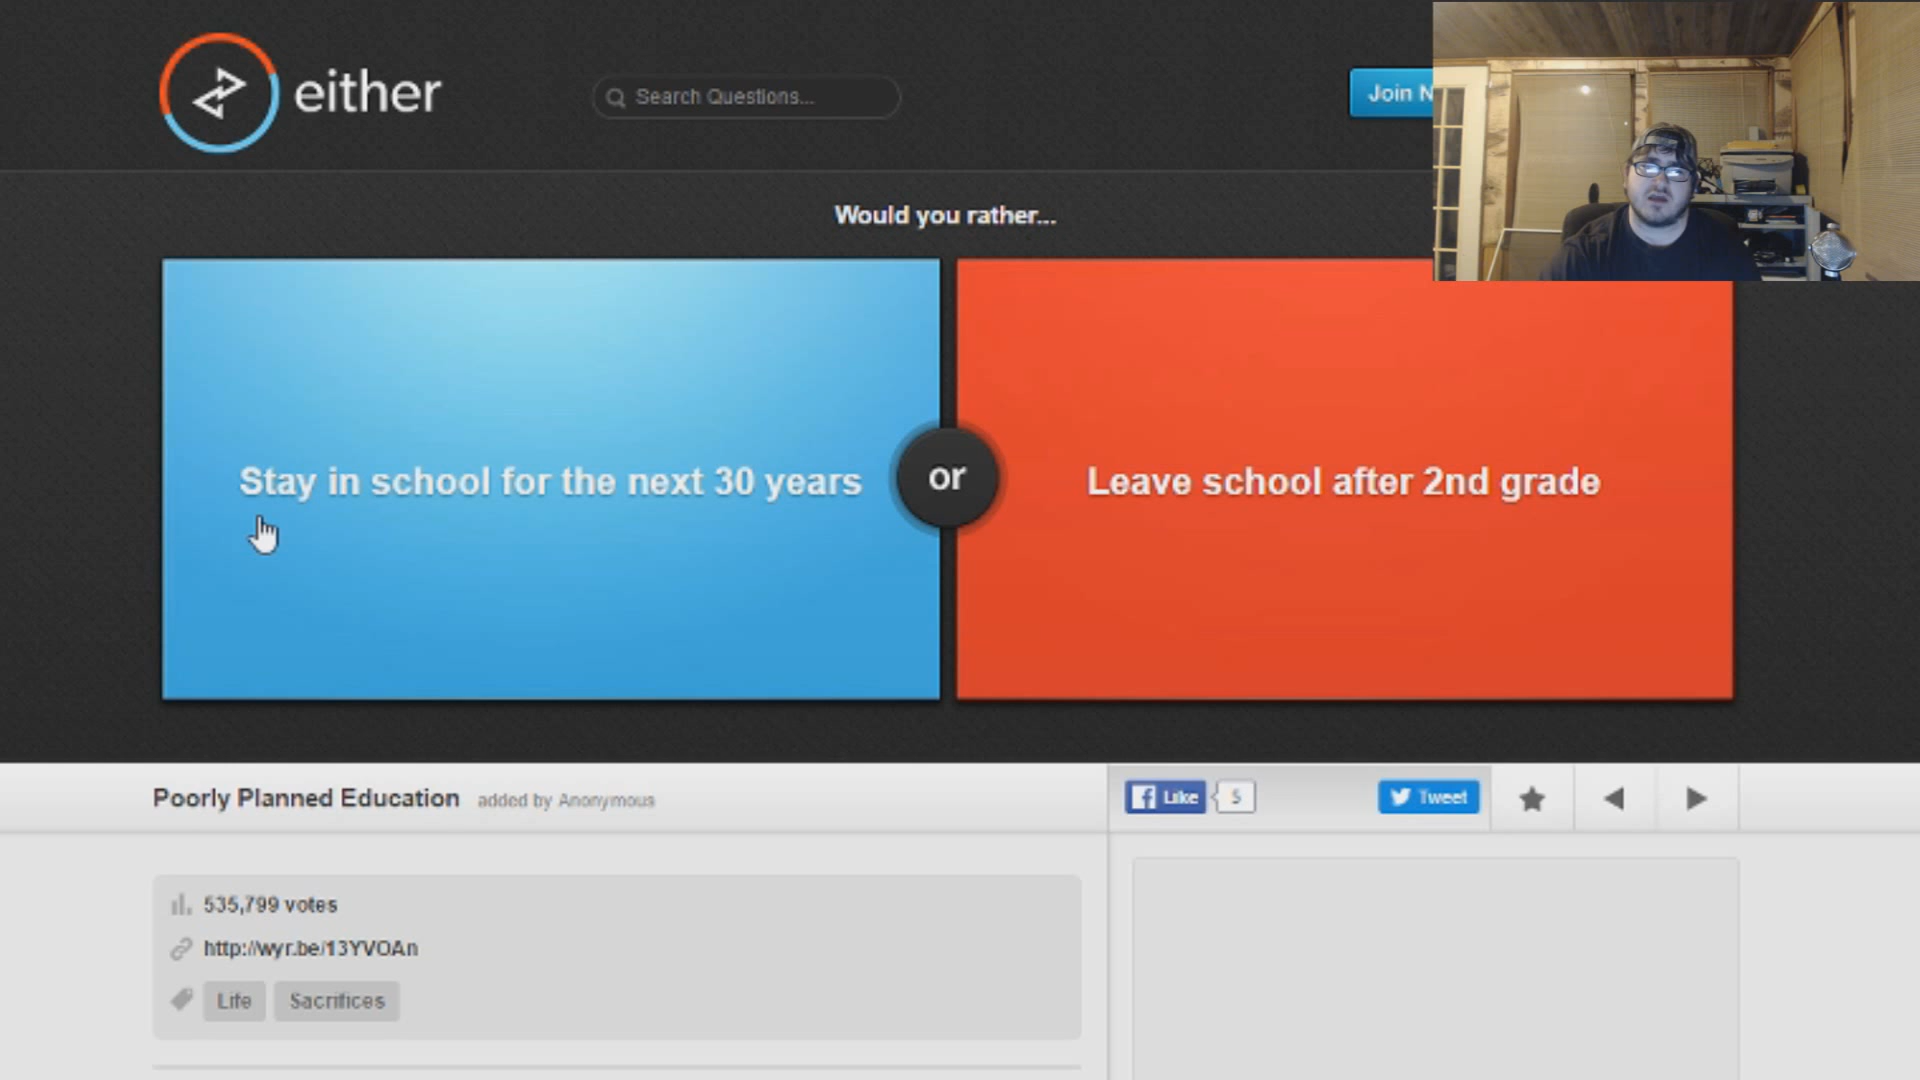 either
Search Questions...
Join N
Would you rather...
Stay in school for the next 30 years
or
Leave school after 2nd grade
Poorly Planned Education added by Anonymous
Like 5
Tweet
535,799 votes
http://wyr.be/13YVOAn
Life Sacrifices